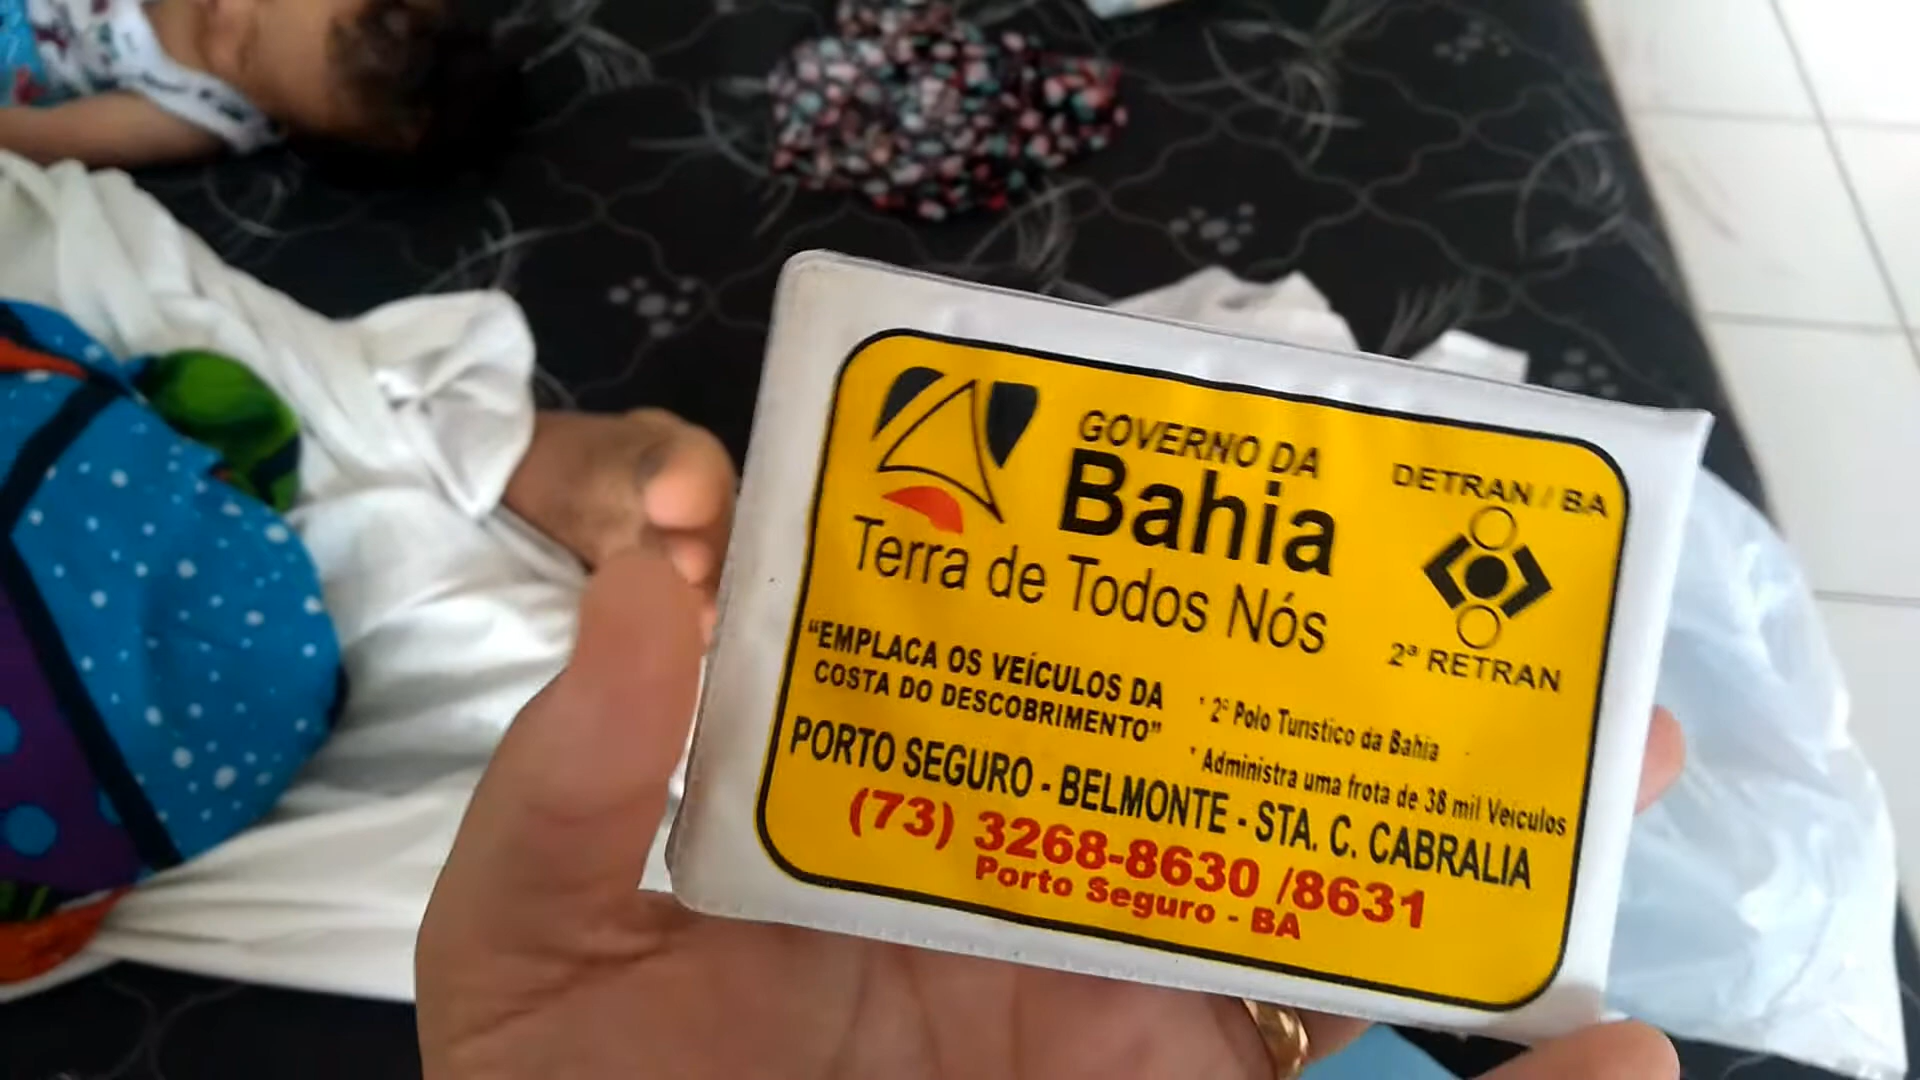 GOVERNO DA
Bahia
Terra de Todos Nós
DETRAN / BA
2ª RETRAN
“EMPLACA OS VEÍCULOS DA
COSTA DO DESCOBRIMENTO”
* 2º Polo Turistico da Bahia
* Administra uma frota de 38 mil Veículos
PORTO SEGURO - BELMONTE - STA. C. CABRALIA
(73) 3268-8630 /8631
Porto Seguro - BA